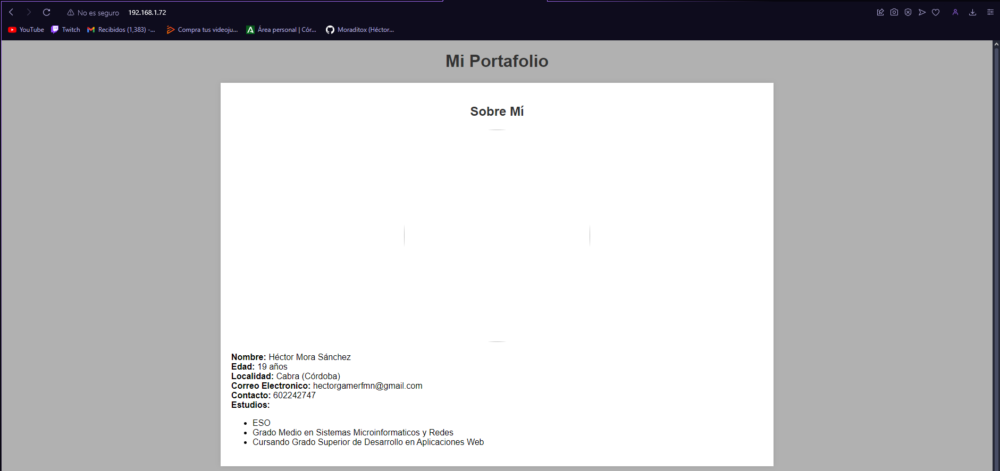 No es seguro 192.168.1.72
YouTube Twitch Recibidos (1,383) -... Compra tus videoju... Área personal | Cór... Moraditox (Héctor...
Mi Portafolio
Sobre Mí
Nombre: Héctor Mora Sánchez
Edad: 19 años
Localidad: Cabra (Córdoba)
Correo Electronico: hectorgamerfmn@gmail.com
Contacto: 602242747
Estudios:
ESO
Grado Medio en Sistemas Microinformaticos y Redes
Cursando Grado Superior de Desarrollo en Aplicaciones Web